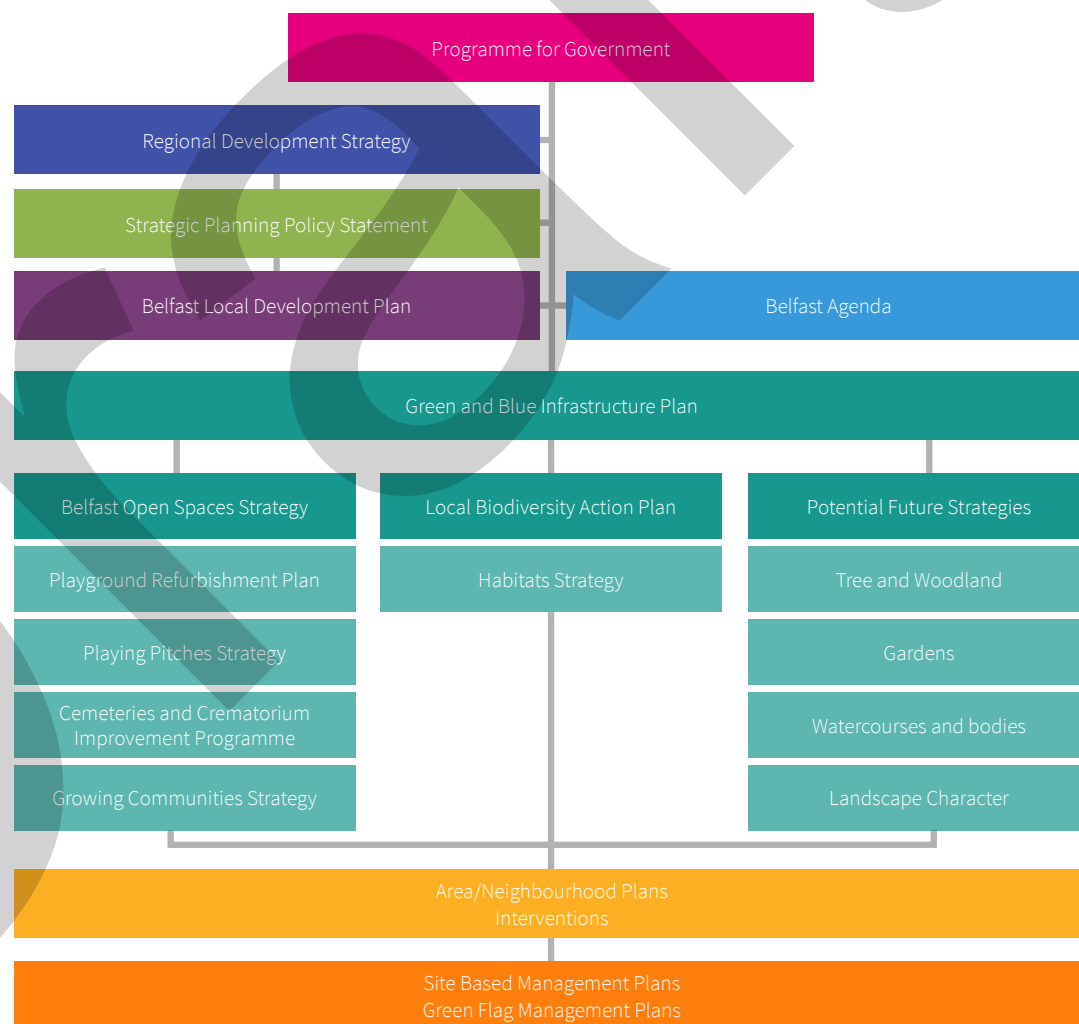 Programme for Government
Regional Development Strategy
Strategic Planning Policy Statement
Belfast Local Development Plan
Belfast Agenda
Green and Blue Infrastructure Plan
Belfast Open Spaces Strategy
Playground Refurbishment Plan
Playing Pitches Strategy
Cemeteries and Crematorium
Improvement Programme
Growing Communities Strategy
Local Biodiversity Action Plan
Habitats Strategy
Potential Future Strategies
Tree and Woodland
Gardens
Watercourses and bodies
Landscape Character
Area/Neighbourhood Plans
Interventions
Site Based Management Plans
Green Flag Management Plans